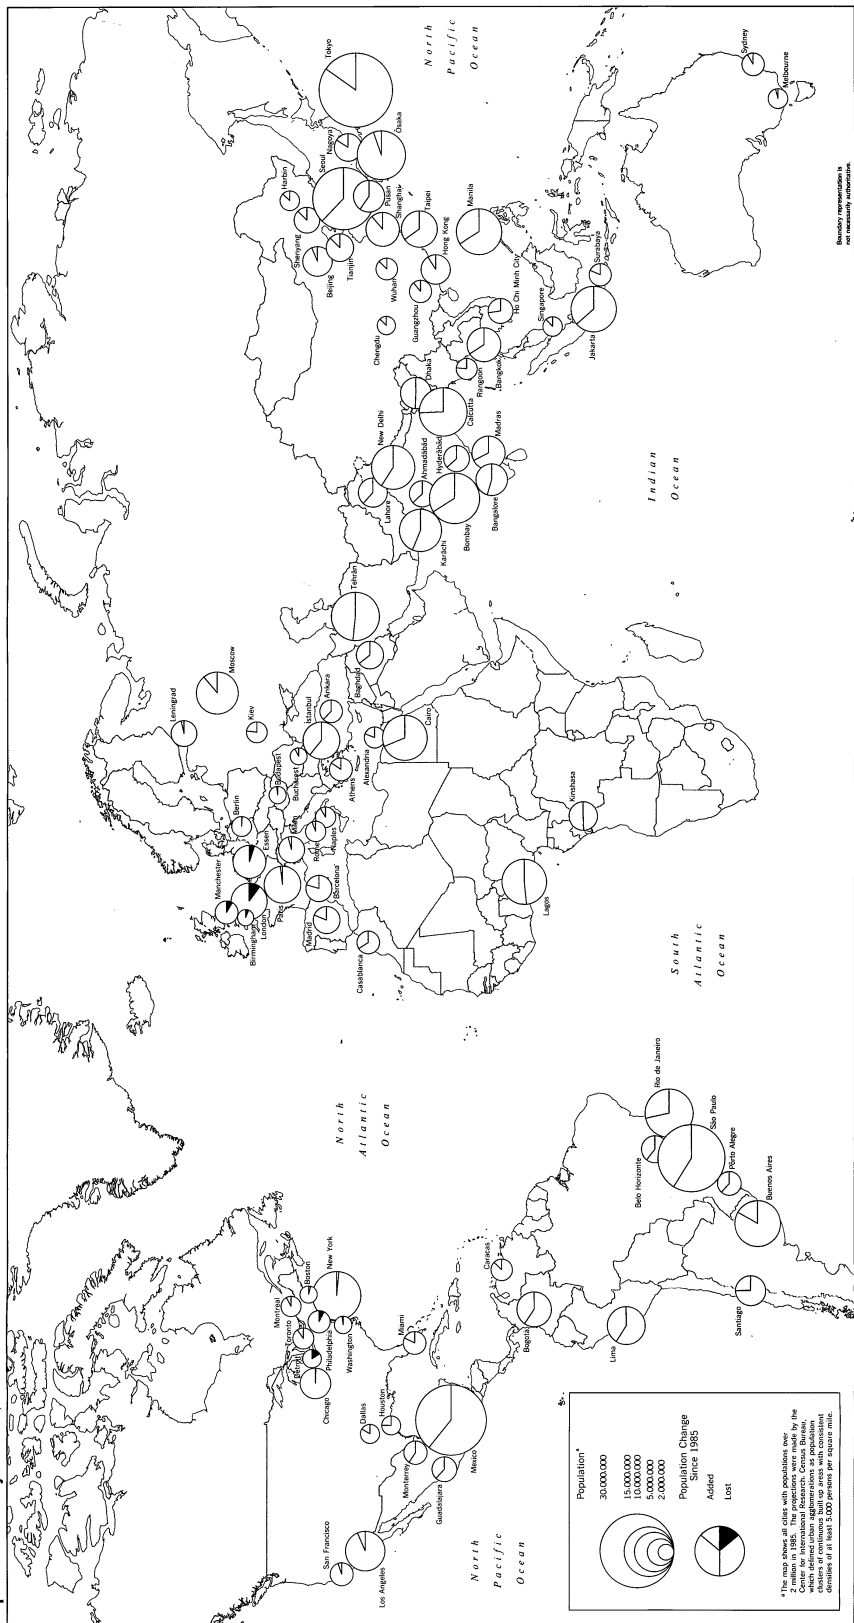 North
Pacific
Ocean
Tokyo
Nagoya
Ōsaka
Seoul
Pusan
Harbin
Shenyang
Beijing
Tianjin
Shanghai
Taipei
Wuhan
Chengdu
Guangzhou
Hong Kong
Manila
Ho Chi Minh City
Singapore
Surabaya
Jakarta
Sydney
Melbourne
Boundary representation is
not necessarily authoritative.
Bangkok
Rangoon
Dhaka
Calcutta
New Delhi
Lahore
Ahmadābād
Hyderābād
Madras
Bangalore
Bombay
Karāchi
Indian
Ocean
Tehrān
Baghdad
Moscow
Leningrad
Kiev
Ankara
İstanbul
Bucharest
Budapest
Athens
Alexandria
Cairo
Berlin
Essen
Milan
Rome
Naples
Manchester
Birmingham
London
Paris
Barcelona
Madrid
Casablanca
Lagos
Kinshasa
South
Atlantic
Ocean
North
Atlantic
Ocean
Rio de Janeiro
Belo Horizonte
São Paulo
Pôrto Alegre
Buenos Aires
Santiago
Lima
Bogotá
Caracas
Montreal
Toronto
Boston
New York
Philadelphia
Washington
Detroit
Chicago
Miami
Dallas
Houston
Monterrey
Guadalajara
Mexico
San Francisco
Los Angeles
North
Pacific
Ocean
Population a
30.000.000
15.000.000
10.000.000
5.000.000
2.000.000
Population Change
Since 1985
Added
Lost
a The map shows all cities with populations over
2 million in 1985. The projections were made by the
Center for International Research. Census Bureau,
which defined urban agglomerations as population
clusters of continuous built-up areas with consistent
densities of at least 5.000 persons per square mile.